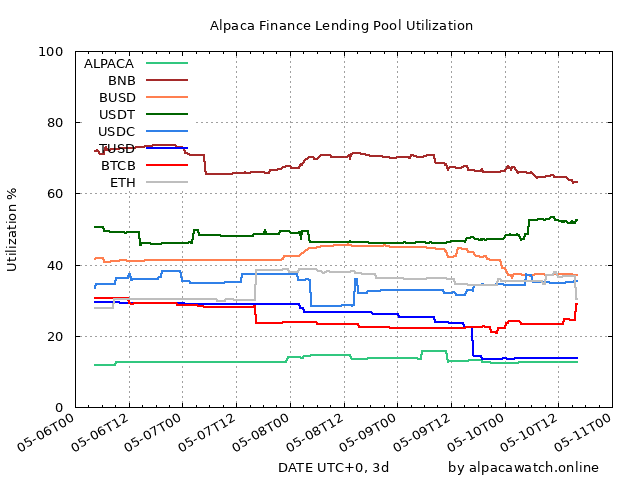 Alpaca Finance Lending Pool Utilization
Utilization %
100
80
60
40
20
0
ALPACA
BNB
BUSD
USDT
USDC
TUSD
BTCB
ETH
05-06T00
05-06T12
05-07T00
05-07T12
05-08T00
05-08T12
05-09T00
05-09T12
05-10T00
05-10T12
05-11T00
DATE UTC+0, 3d
by alpacawatch.online